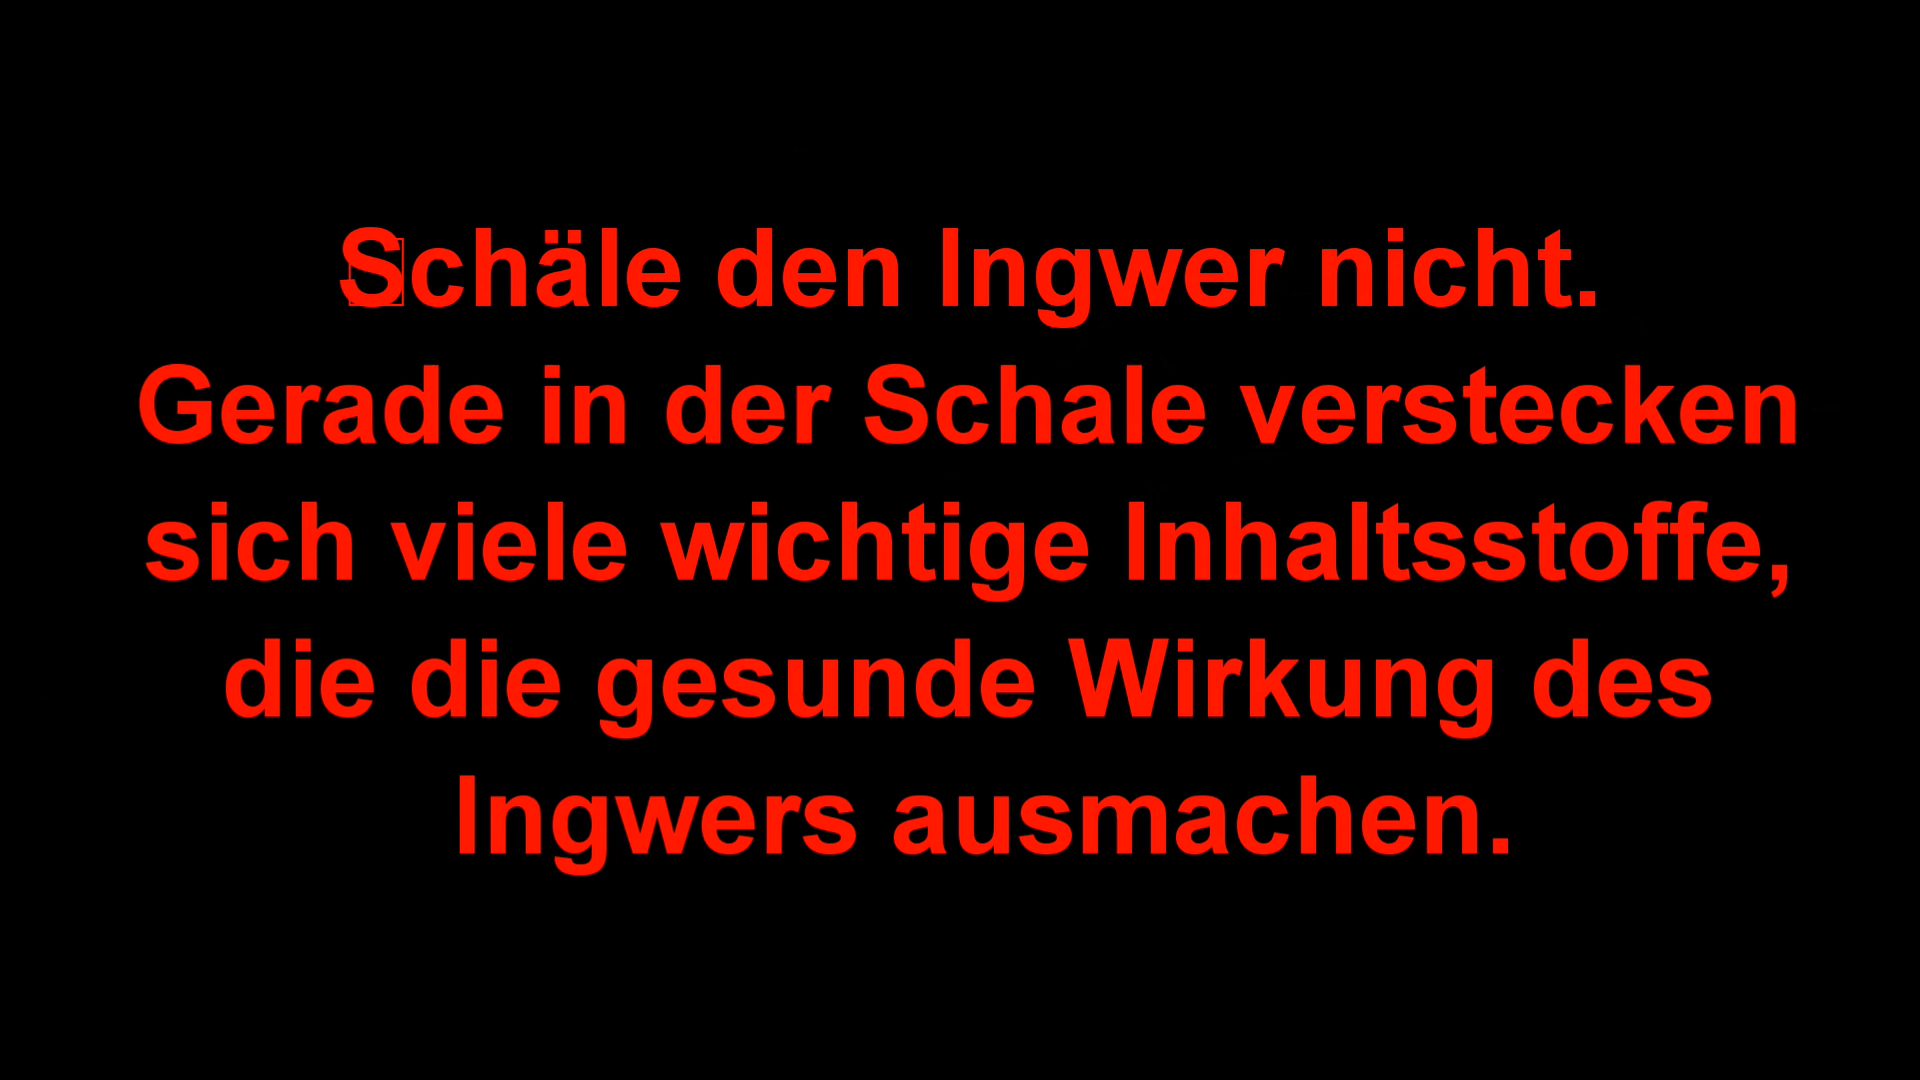 Schäle den Ingwer nicht.
Gerade in der Schale verstecken
sich viele wichtige Inhaltsstoffe,
die die gesunde Wirkung des
Ingwers ausmachen.